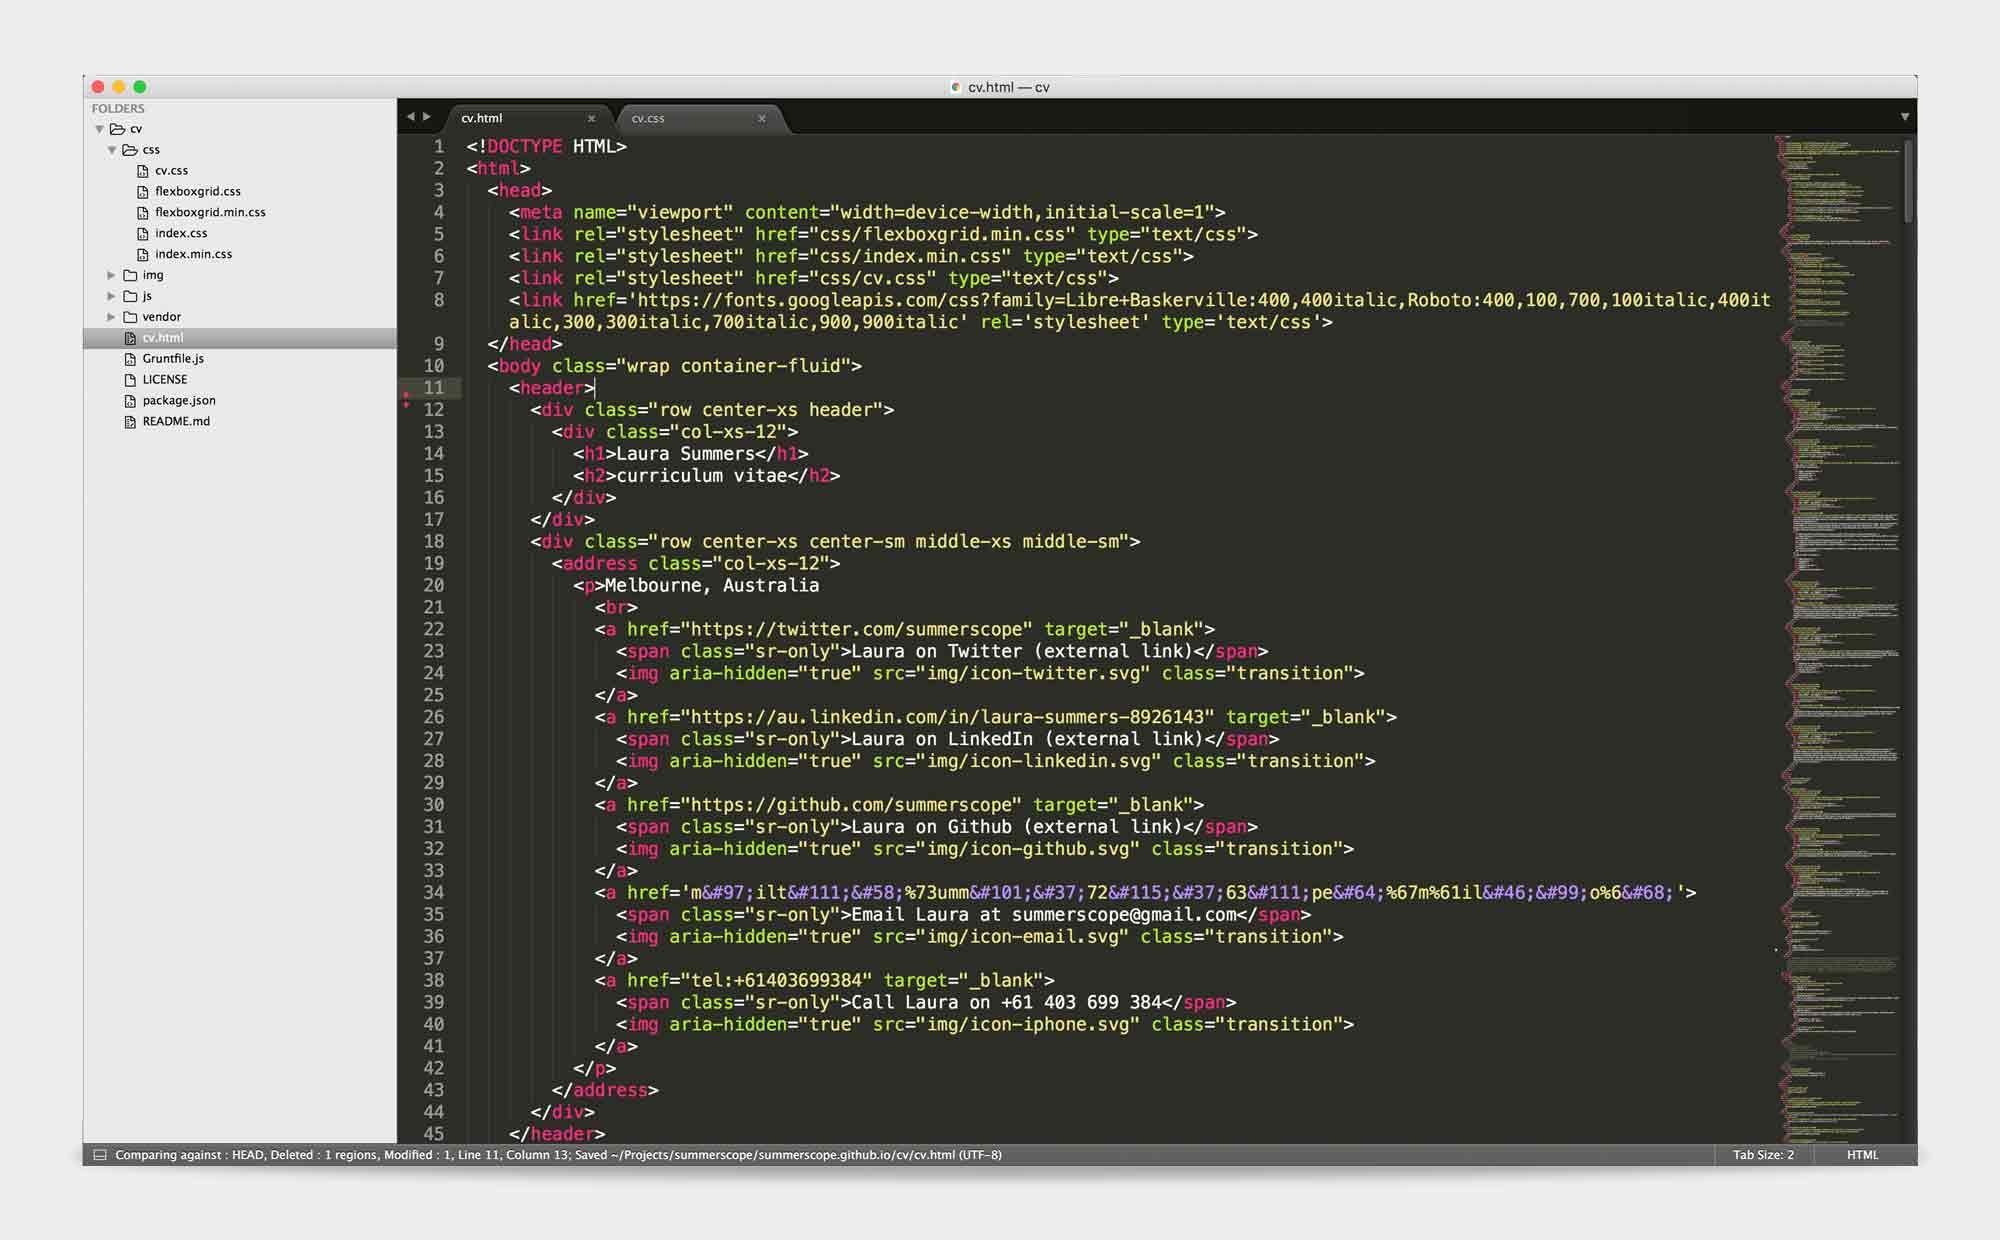 cv.html — cv
FOLDERS
cv
css
cv.css
flexboxgrid.css
flexboxgrid.min.css
index.css
index.min.css
img
js
vendor
cv.html
Gruntfile.js
LICENSE
package.json
README.md
cv.html
cv.css
1 <!DOCTYPE HTML>
2 <html>
3 <head>
4 <meta name="viewport" content="width=device-width,initial-scale=1">
5 <link rel="stylesheet" href="css/flexboxgrid.min.css" type="text/css">
6 <link rel="stylesheet" href="css/index.min.css" type="text/css">
7 <link rel="stylesheet" href="css/cv.css" type="text/css">
8 <link href='https://fonts.googleapis.com/css?family=Libre+Baskerville:400,400italic,Roboto:400,100,700,100italic,400it
alic,300,300italic,700italic,900,900italic' rel='stylesheet' type='text/css'>
9 </head>
10 <body class="wrap container-fluid">
11 <header>
12 <div class="row center-xs header">
13 <div class="col-xs-12">
14 <h1>Laura Summers</h1>
15 <h2>curriculum vitae</h2>
16 </div>
17 </div>
18 <div class="row center-xs center-sm middle-xs middle-sm">
19 <address class="col-xs-12">
20 <p>Melbourne, Australia
21 <br>
22 <a href="https://twitter.com/summerscope" target="_blank">
23 <span class="sr-only">Laura on Twitter (external link)</span>
24 <img aria-hidden="true" src="img/icon-twitter.svg" class="transition">
25 </a>
26 <a href="https://au.linkedin.com/in/laura-summers-8926143" target="_blank">
27 <span class="sr-only">Laura on LinkedIn (external link)</span>
28 <img aria-hidden="true" src="img/icon-linkedin.svg" class="transition">
29 </a>
30 <a href="https://github.com/summerscope" target="_blank">
31 <span class="sr-only">Laura on Github (external link)</span>
32 <img aria-hidden="true" src="img/icon-github.svg" class="transition">
33 </a>
34 <a href='m&#97;ilt&#111;&#58;%73umm&#101;&#37;72&#115;&#37;63&#111;pe&#64;%67m%61il&#46;&#99;o%6&#68;'>
35 <span class="sr-only">Email Laura at summerscope@gmail.com</span>
36 <img aria-hidden="true" src="img/icon-email.svg" class="transition">
37 </a>
38 <a href="tel:+61403699384" target="_blank">
39 <span class="sr-only">Call Laura on +61 403 699 384</span>
40 <img aria-hidden="true" src="img/icon-iphone.svg" class="transition">
41 </a>
42 </p>
43 </address>
44 </div>
45 </header>
Comparing against : HEAD, Deleted : 1 regions, Modified : 1, Line 11, Column 13; Saved ~/Projects/summerscope/summerscope.github.io/cv/cv.html (UTF-8)
Tab Size: 2
HTML